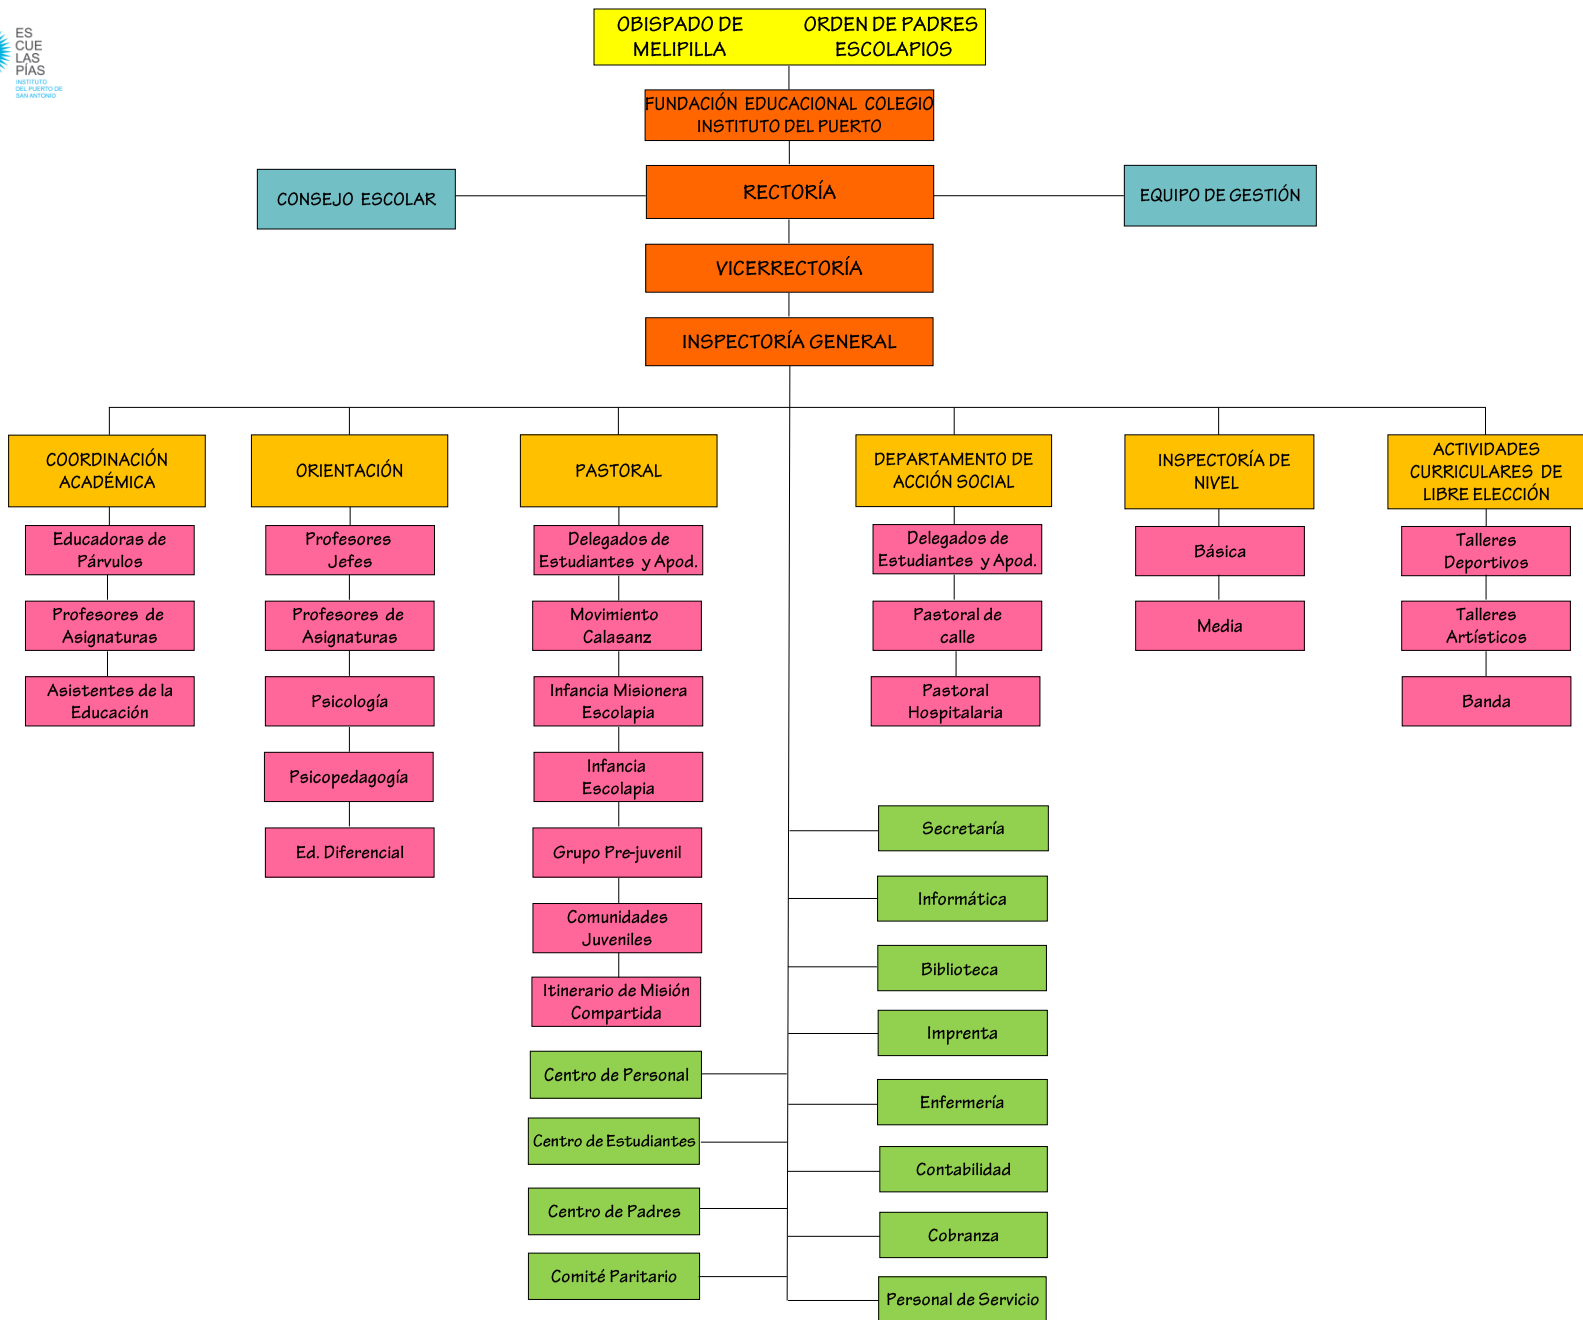 ES
CUE
LAS
PÍAS
INSTITUTO
DEL PUERTO DE
SAN ANTONIO
OBISPADO DE ORDEN DE PADRES
MELIPILLA ESCOLAPIOS
FUNDACIÓN EDUCACIONAL COLEGIO
INSTITUTO DEL PUERTO
CONSEJO ESCOLAR
RECTORÍA
EQUIPO DE GESTIÓN
VICERRECTORÍA
INSPECTORÍA GENERAL
COORDINACIÓN
ACADÉMICA
ORIENTACIÓN
PASTORAL
DEPARTAMENTO DE
ACCIÓN SOCIAL
INSPECTORÍA DE
NIVEL
ACTIVIDADES
CURRICULARES DE
LIBRE ELECCIÓN
Educadoras de
Párvulos
Profesores de
Asignaturas
Asistentes de la
Educación
Profesores
Jefes
Profesores de
Asignaturas
Psicología
Psicopedagogía
Ed. Diferencial
Delegados de
Estudiantes y Apod.
Movimiento
Calasanz
Infancia Misionera
Escolapia
Infancia
Escolapia
Grupo Pre-juvenil
Comunidades
Juveniles
Itinerario de Misión
Compartida
Delegados de
Estudiantes y Apod.
Pastoral de
calle
Pastoral
Hospitalaria
Básica
Media
Talleres
Deportivos
Talleres
Artísticos
Banda
Centro de Personal
Centro de Estudiantes
Centro de Padres
Comité Paritario
Secretaría
Informática
Biblioteca
Imprenta
Enfermería
Contabilidad
Cobranza
Personal de Servicio